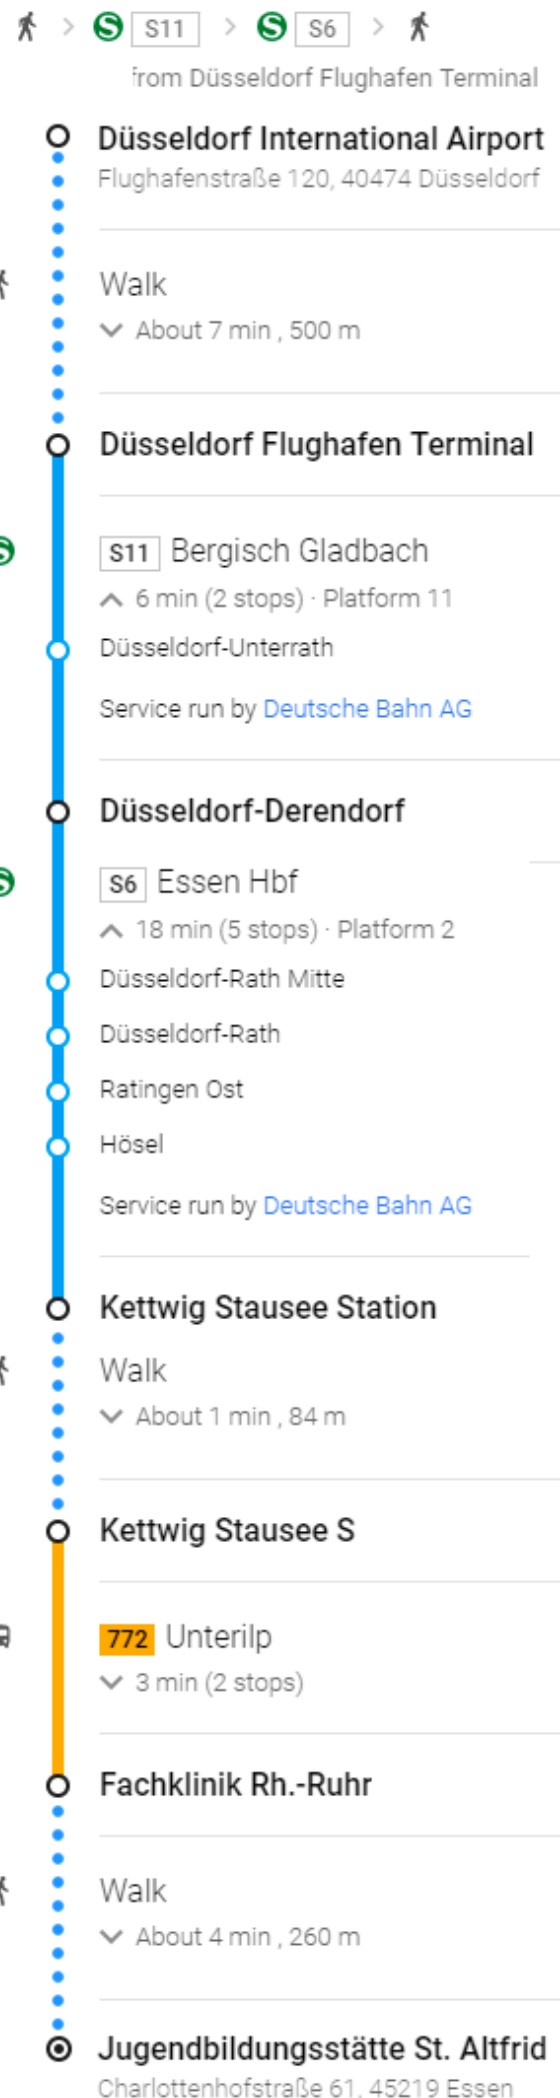 S S11 S S6
from Düsseldorf Flughafen Terminal
Düsseldorf International Airport
Flughafenstraße 120, 40474 Düsseldorf
Walk
About 7 min , 500 m
Düsseldorf Flughafen Terminal
S11 Bergisch Gladbach
6 min (2 stops) · Platform 11
Düsseldorf-Unterrath
Service run by Deutsche Bahn AG
Düsseldorf-Derendorf
S6 Essen Hbf
18 min (5 stops) · Platform 2
Düsseldorf-Rath Mitte
Düsseldorf-Rath
Ratingen Ost
Hösel
Service run by Deutsche Bahn AG
Kettwig Stausee Station
Walk
About 1 min , 84 m
Kettwig Stausee S
772 Unterilp
3 min (2 stops)
Fachklinik Rh.-Ruhr
Walk
About 4 min , 260 m
Jugendbildungsstätte St. Altfrid
Charlottenhofstraße 61, 45219 Essen